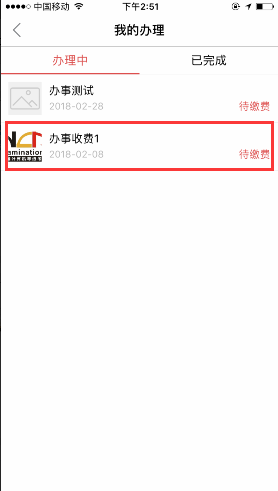 中国移动 下午2:51
我的办理
办理中 已完成
办事测试
2018-02-28 待缴费
办事收费1
2018-02-08 待缴费
amination